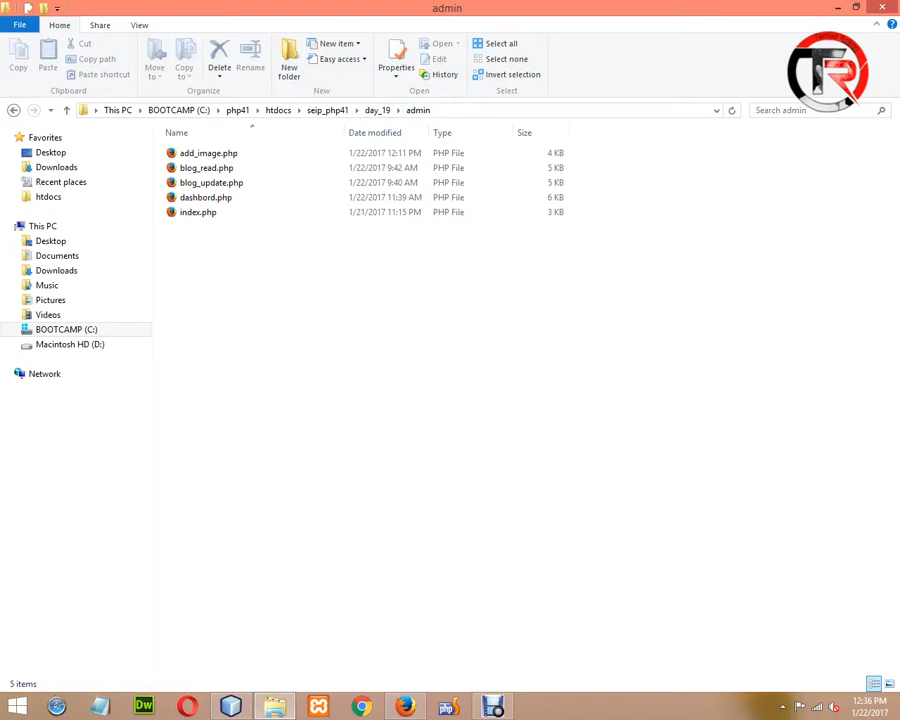 admin
File
Home
Share
View
Copy
Paste
Cut
Copy path
Paste shortcut
Clipboard
Move to
Copy to
Delete
Rename
Organize
New folder
New item
Easy access
New
Properties
Open
Edit
History
Open
Select all
Select none
Invert selection
Select
TR
This PC
BOOTCAMP (C:)
php41
htdocs
seip_php41
day_19
admin
Search admin
Favorites
Desktop
Downloads
Recent places
htdocs
This PC
Desktop
Documents
Downloads
Music
Pictures
Videos
BOOTCAMP (C:)
Macintosh HD (D:)
Network
Name Date modified Type Size
add_image.php 1/22/2017 12:11 PM PHP File 4 KB
blog_read.php 1/22/2017 9:42 AM PHP File 5 KB
blog_update.php 1/22/2017 9:40 AM PHP File 5 KB
dashbord.php 1/22/2017 11:39 AM PHP File 6 KB
index.php 1/21/2017 11:15 PM PHP File 3 KB
5 items
Dw
php
12:36 PM
1/22/2017